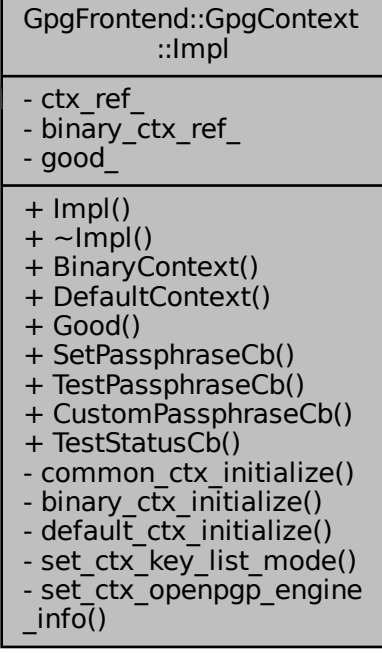 GpgFrontend::GpgContext
::Impl
- ctx_ref_
- binary_ctx_ref_
- good_
+ Impl()
+ ~Impl()
+ BinaryContext()
+ DefaultContext()
+ Good()
+ SetPassphraseCb()
+ TestPassphraseCb()
+ CustomPassphraseCb()
+ TestStatusCb()
- common_ctx_initialize()
- binary_ctx_initialize()
- default_ctx_initialize()
- set_ctx_key_list_mode()
- set_ctx_openpgp_engine
_info()